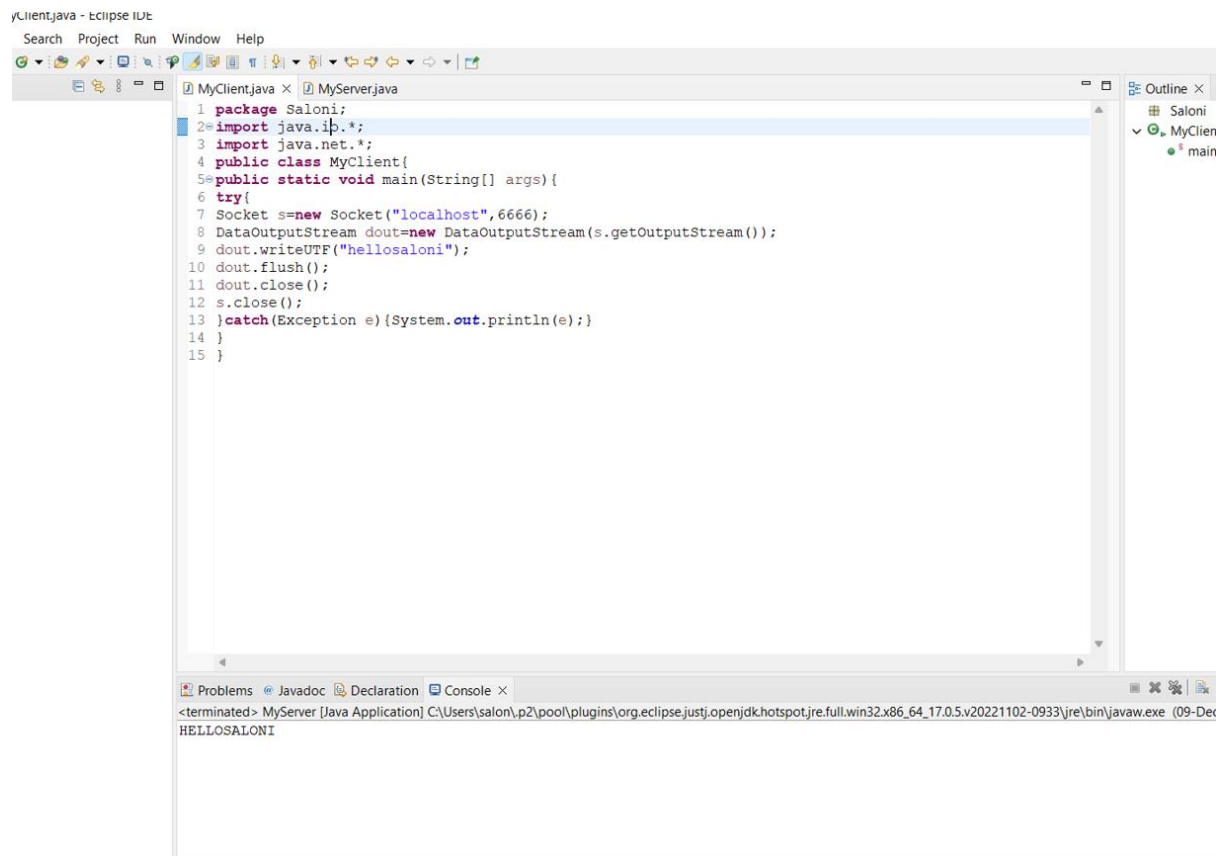 yClient.java - Eclipse IDE
Search Project Run Window Help
MyClient.java MyServer.java
1 package Saloni;
2 import java.io.*;
3 import java.net.*;
4 public class MyClient{
5 public static void main(String[] args){
6 try{
7 Socket s=new Socket("localhost",6666);
8 DataOutputStream dout=new DataOutputStream(s.getOutputStream());
9 dout.writeUTF("hellosaloni");
10 dout.flush();
11 dout.close();
12 s.close();
13 }catch(Exception e){System.out.println(e);}
14 }
15 }
Outline
Saloni
MyClien
S main
Problems @ Javadoc Declaration Console
<terminated> MyServer [Java Application] C:\Users\salon\.p2\pool\plugins\org.eclipse.justj.openjdk.hotspot.jre.full.win32.x86_64_17.0.5.v20221102-0933\jre\bin\javaw.exe (09-Dec
HELLOSALONI